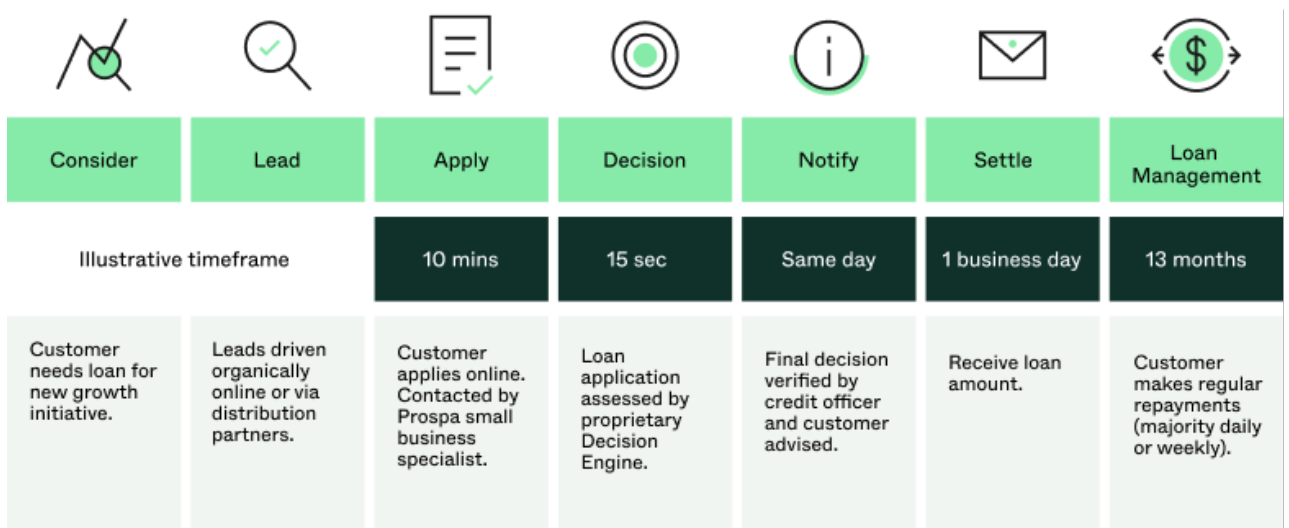 Consider
Lead
Apply
Decision
Notify
Settle
Loan
Management
Illustrative timeframe
10 mins
15 sec
Same day
1 business day
13 months
Customer
needs loan for
new growth
initiative.
Leads driven
organically
online or via
distribution
partners.
Customer
applies online.
Contacted by
Prospa small
business
specialist.
Loan
application
assessed by
proprietary
Decision
Engine.
Final decision
verified by
credit officer
and customer
advised.
Receive loan
amount.
Customer
makes regular
repayments
(majority daily
or weekly).